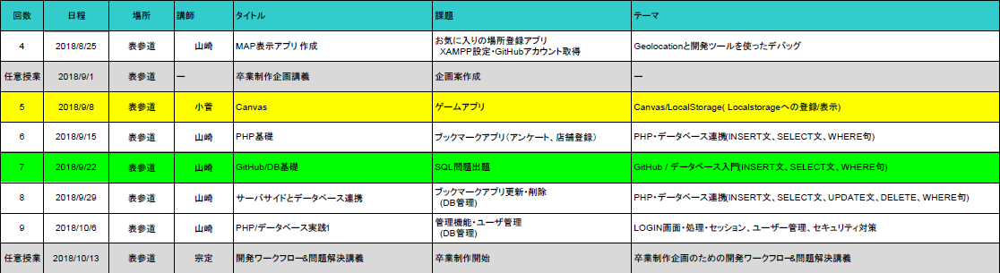 回数 日程 場所 講師 タイトル 課題 テーマ
4 2018/8/25 表参道 山崎 MAP表示アプリ 作成 お気に入りの場所登録アプリ Geolocationと開発ツールを使ったデバッグ
XAMPP設定・GitHubアカウント取得
任意授業 2018/9/1 表参道 ー 卒業制作企画講義 企画案作成 ー
5 2018/9/8 表参道 小菅 Canvas ゲームアプリ Canvas/LocalStorage( Localstorageへの登録/表示)
6 2018/9/15 表参道 山崎 PHP基礎 ブックマークアプリ（アンケート、店舗登録） PHP・データベース連携(INSERT文、SELECT文、WHERE句)
7 2018/9/22 表参道 山崎 GitHub/DB基礎 SQL問題出題 GitHub / データベース入門(INSERT文、SELECT文、WHERE句)
8 2018/9/29 表参道 山崎 サーバサイドとデータベース連携 ブックマークアプリ更新・削除 PHP・データベース連携(INSERT文、SELECT文、UPDATE文、DELETE、WHERE句)
(DB管理)
9 2018/10/6 表参道 山崎 PHP/データベース実践1 管理機能・ユーザ管理 LOGIN画面・処理・セッション、ユーザー管理、セキュリティ対策
(DB管理)
任意授業 2018/10/13 表参道 宗定 開発ワークフロー&問題解決講義 卒業制作開始 卒業制作企画のための開発ワークフロー&問題解決講義